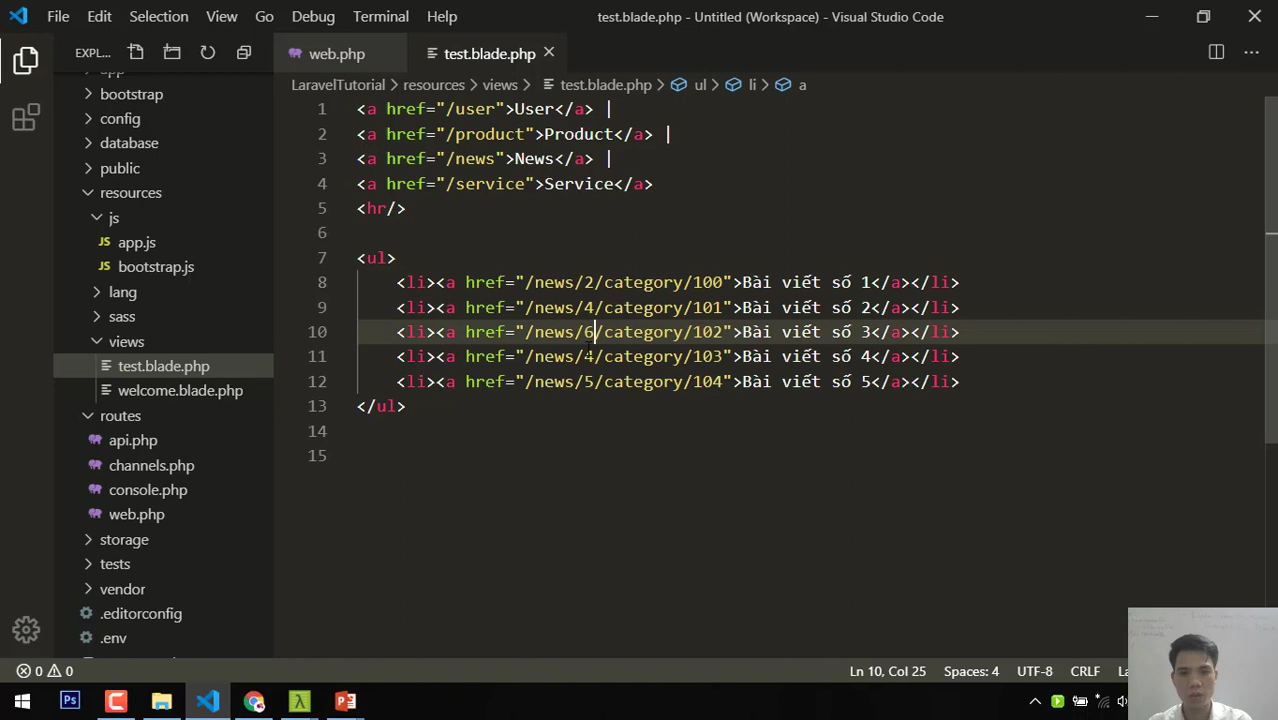 File Edit Selection View Go Debug Terminal Help test.blade.php - Untitled (Workspace) - Visual Studio Code
EXPL...
web.php
test.blade.php
LaravelTutorial > resources > views > test.blade.php > ul > li > a
app
bootstrap
config
database
public
resources
js
JS app.js
JS bootstrap.js
lang
sass
views
test.blade.php
welcome.blade.php
routes
api.php
channels.php
console.php
web.php
storage
tests
vendor
.editorconfig
.env
1 <a href="/user">User</a> |
2 <a href="/product">Product</a> |
3 <a href="/news">News</a> |
4 <a href="/service">Service</a>
5 <hr/>
6
7 <ul>
8 <li><a href="/news/2/category/100">Bài viết số 1</a></li>
9 <li><a href="/news/4/category/101">Bài viết số 2</a></li>
10 <li><a href="/news/6/category/102">Bài viết số 3</a></li>
11 <li><a href="/news/4/category/103">Bài viết số 4</a></li>
12 <li><a href="/news/5/category/104">Bài viết số 5</a></li>
13 </ul>
14
15
0 0 Ln 10, Col 25 Spaces: 4 UTF-8 CRLF
Ps